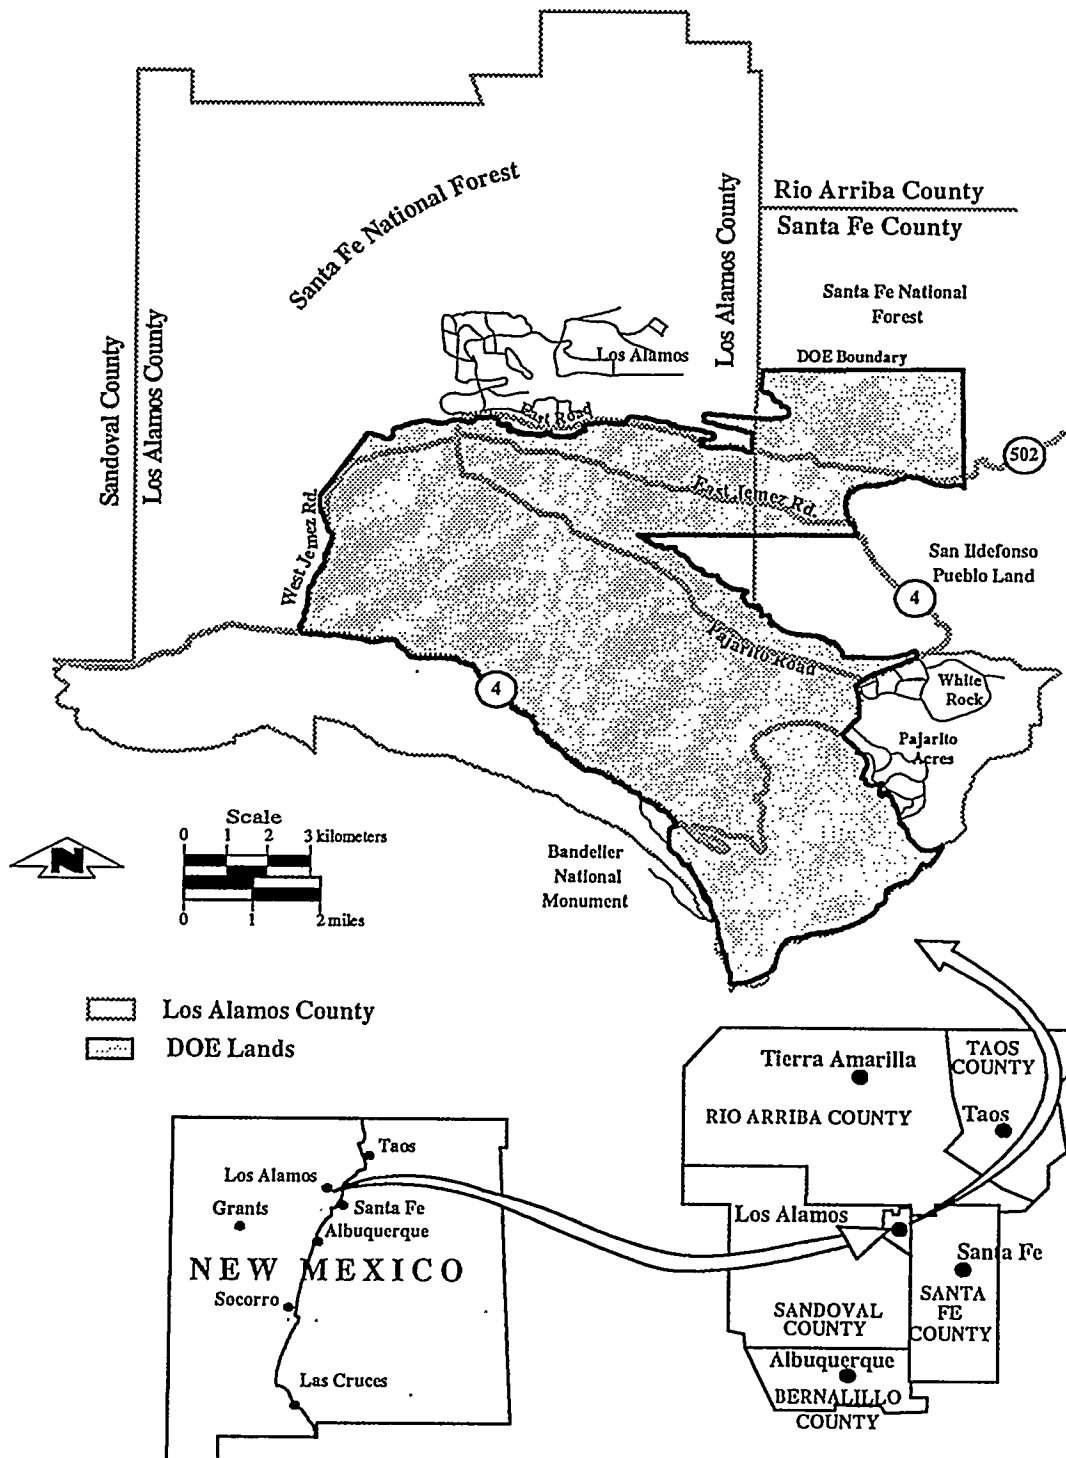 Santa Fe National Forest
Rio Arriba County
Santa Fe County
Los Alamos County
Santa Fe National
Forest
Sandoval County
Los Alamos County
Los Alamos
DOE Boundary
East Road
502
West Jemez Rd.
East Jemez Rd.
San Ildefonso
Pueblo Land
4
Pajarito Road
4
White
Rock
Pajarito
Acres
Scale
0 1 2 3 kilometers
0 1 2 miles
N
Bandelier
National
Monument
Los Alamos County
DOE Lands
Taos
Los Alamos
Grants
Santa Fe
Albuquerque
NEW MEXICO
Socorro
Las Cruces
Tierra Amarilla
TAOS
COUNTY
RIO ARRIBA COUNTY
Taos
Los Alamos
Santa Fe
SANDOVAL
COUNTY
SANTA
FE
COUNTY
Albuquerque
BERNALILLO
COUNTY